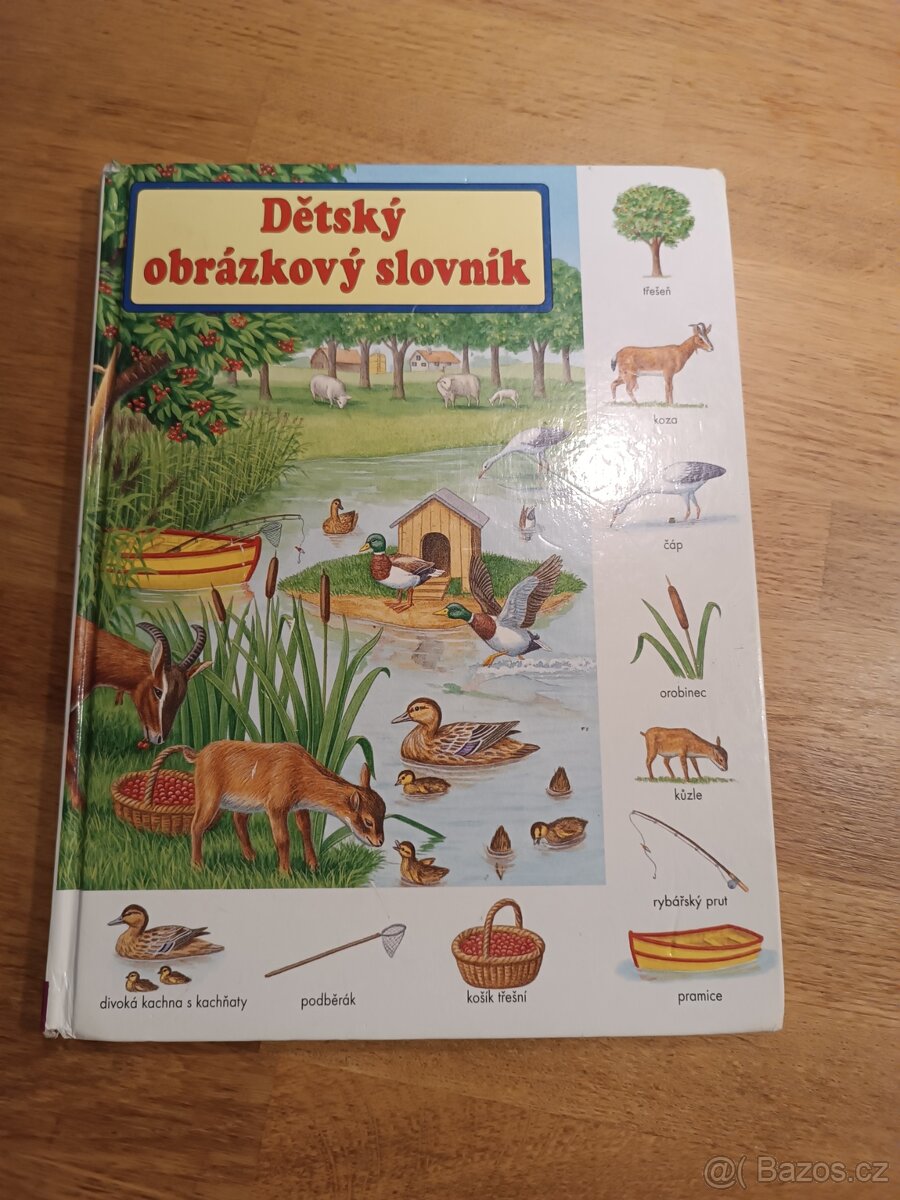 Dětský
obrázkový slovník
třešeň
koza
čáp
orobinec
kůzle
rybářský prut
divoká kachna s kachňaty
podběrák
košík třešní
pramice
@( Bazos.cz